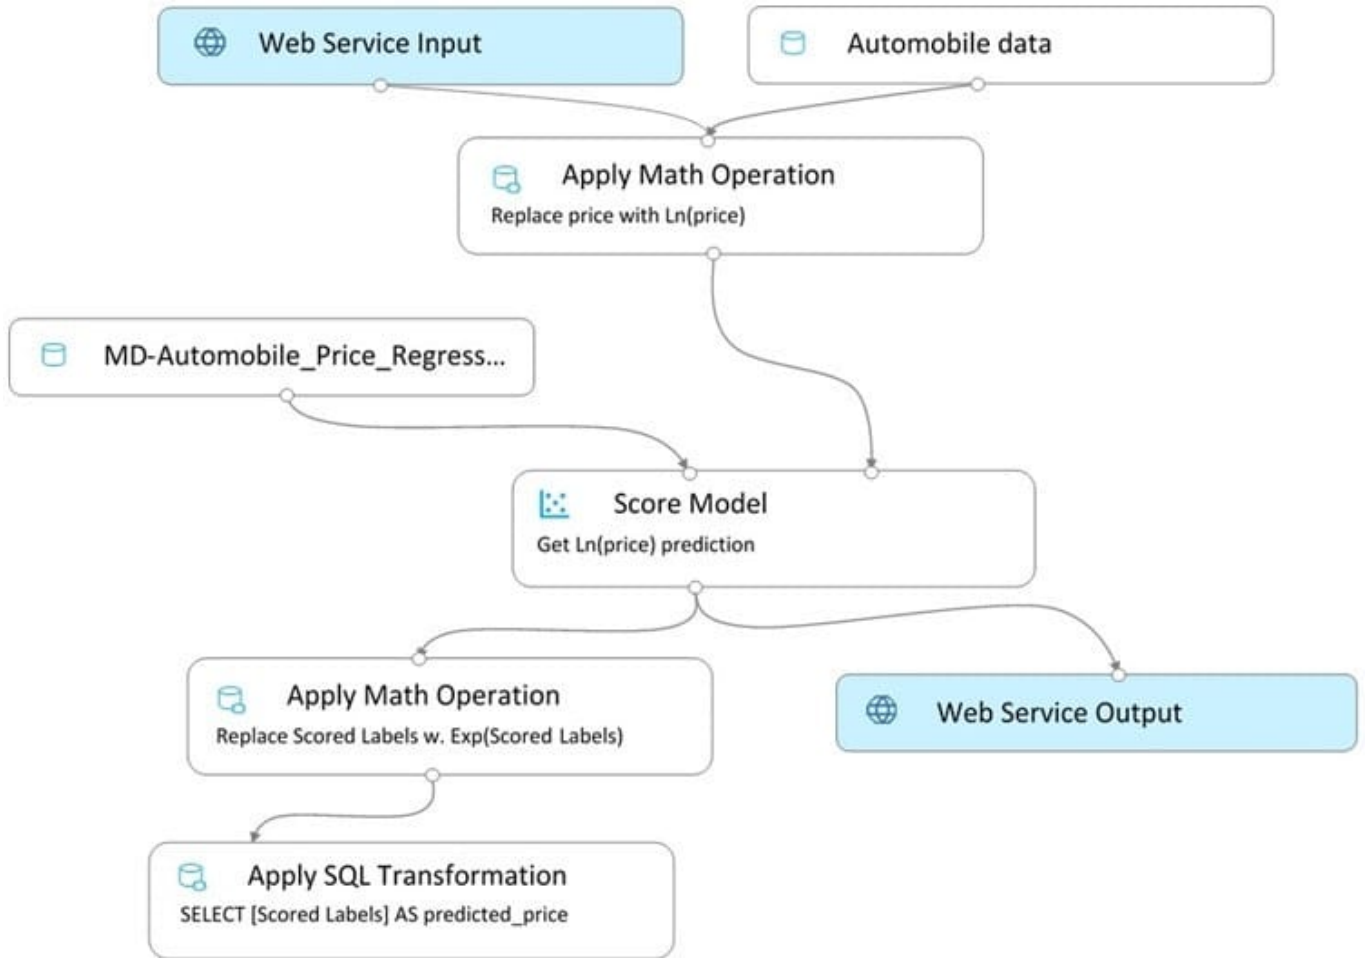 Web Service Input
Automobile data
Apply Math Operation
Replace price with Ln(price)
MD-Automobile_Price_Regress...
Score Model
Get Ln(price) prediction
Apply Math Operation
Replace Scored Labels w. Exp(Scored Labels)
Web Service Output
Apply SQL Transformation
SELECT [Scored Labels] AS predicted_price